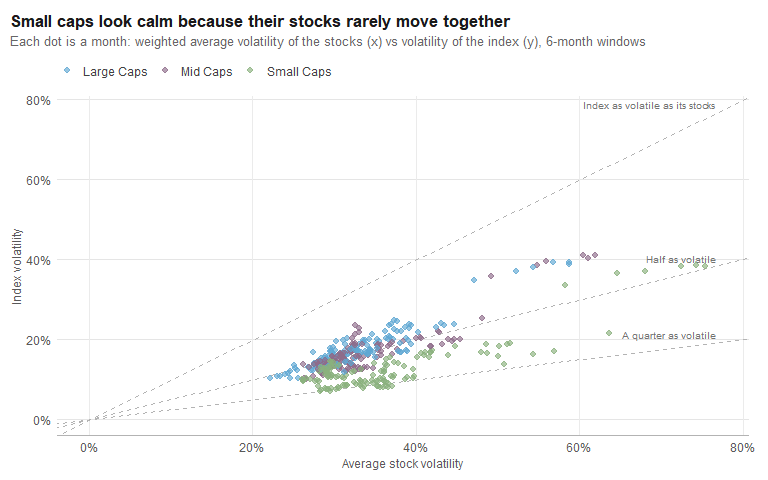 Small caps look calm because their stocks rarely move together
Each dot is a month: weighted average volatility of the stocks (x) vs volatility of the index (y), 6-month windows
Large Caps Mid Caps Small Caps
80%
Index as volatile as its stocks
60%
40%
Half as volatile
20%
A quarter as volatile
0%
Index volatility
0% 20% 40% 60% 80%
Average stock volatility